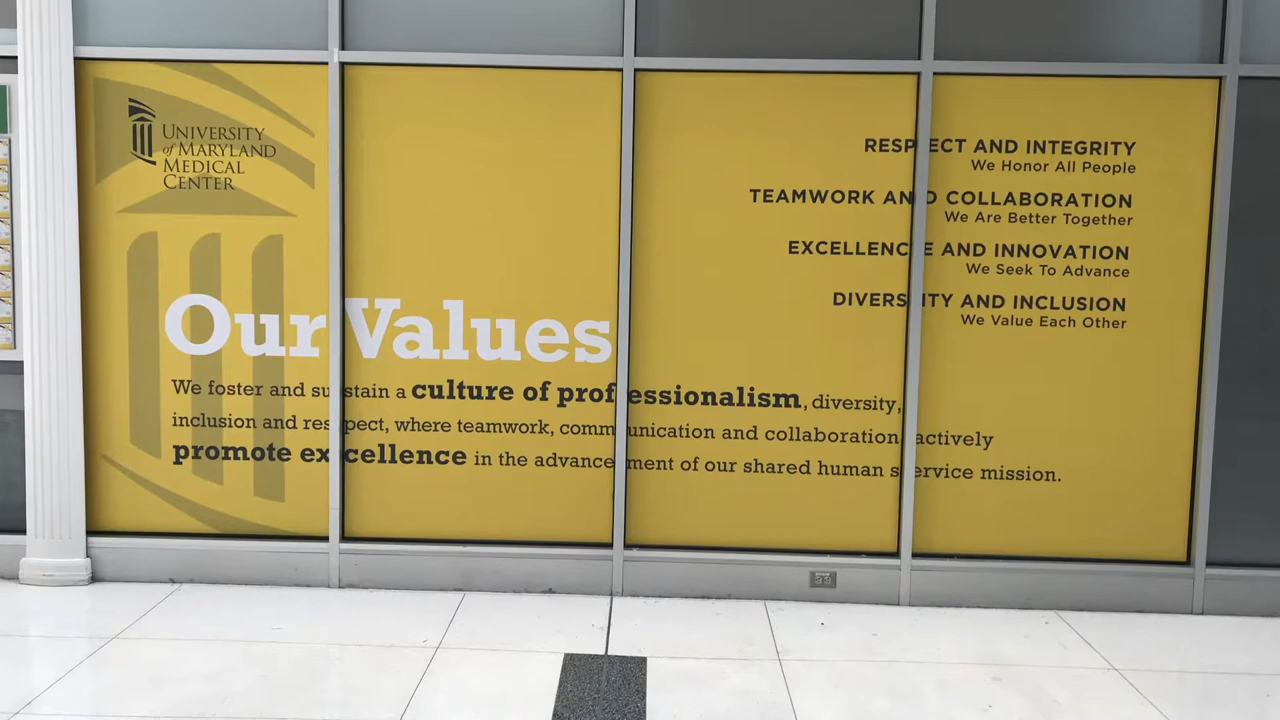 UNIVERSITY
of MARYLAND
MEDICAL
CENTER
RESPECT AND INTEGRITY
We Honor All People
TEAMWORK AND COLLABORATION
We Are Better Together
EXCELLENCE AND INNOVATION
We Seek To Advance
DIVERSITY AND INCLUSION
We Value Each Other
Our Values
We foster and sustain a culture of professionalism, diversity,
inclusion and respect, where teamwork, communication and collaboration actively
promote excellence in the advancement of our shared human service mission.